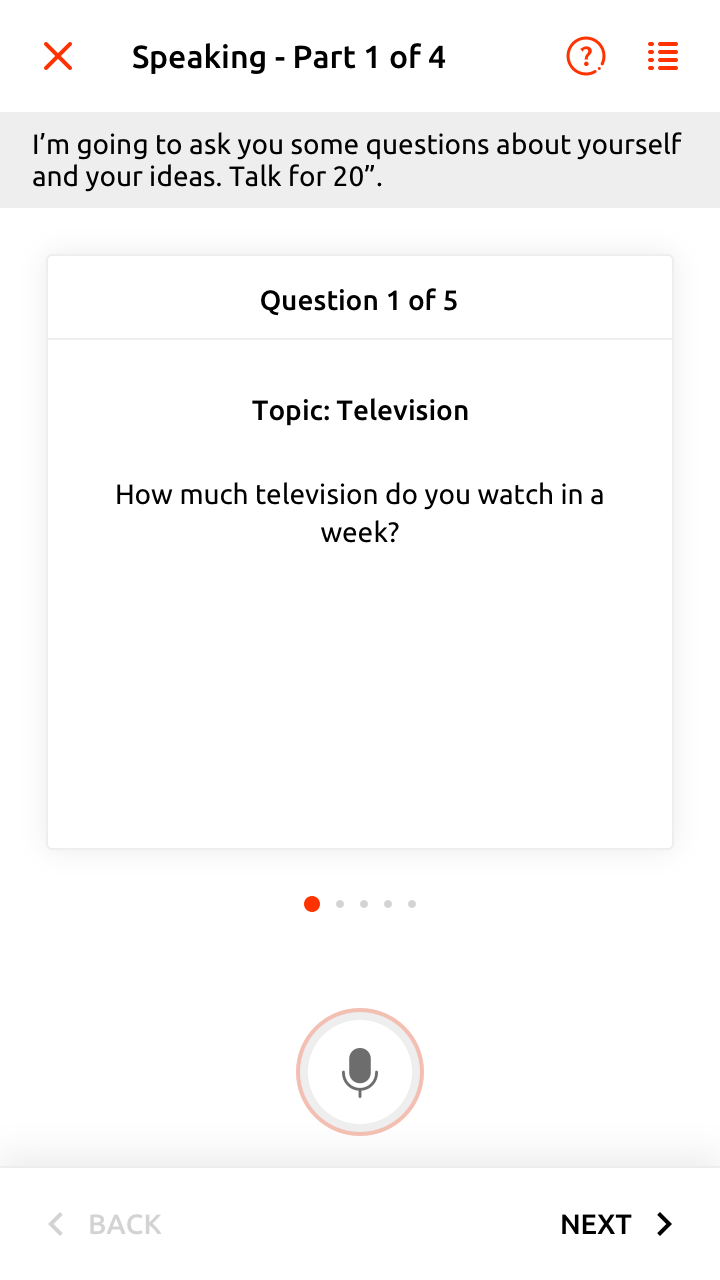 Speaking - Part 1 of 4
?
I’m going to ask you some questions about yourself
and your ideas. Talk for 20”.
Question 1 of 5
Topic: Television
How much television do you watch in a
week?
BACK
NEXT